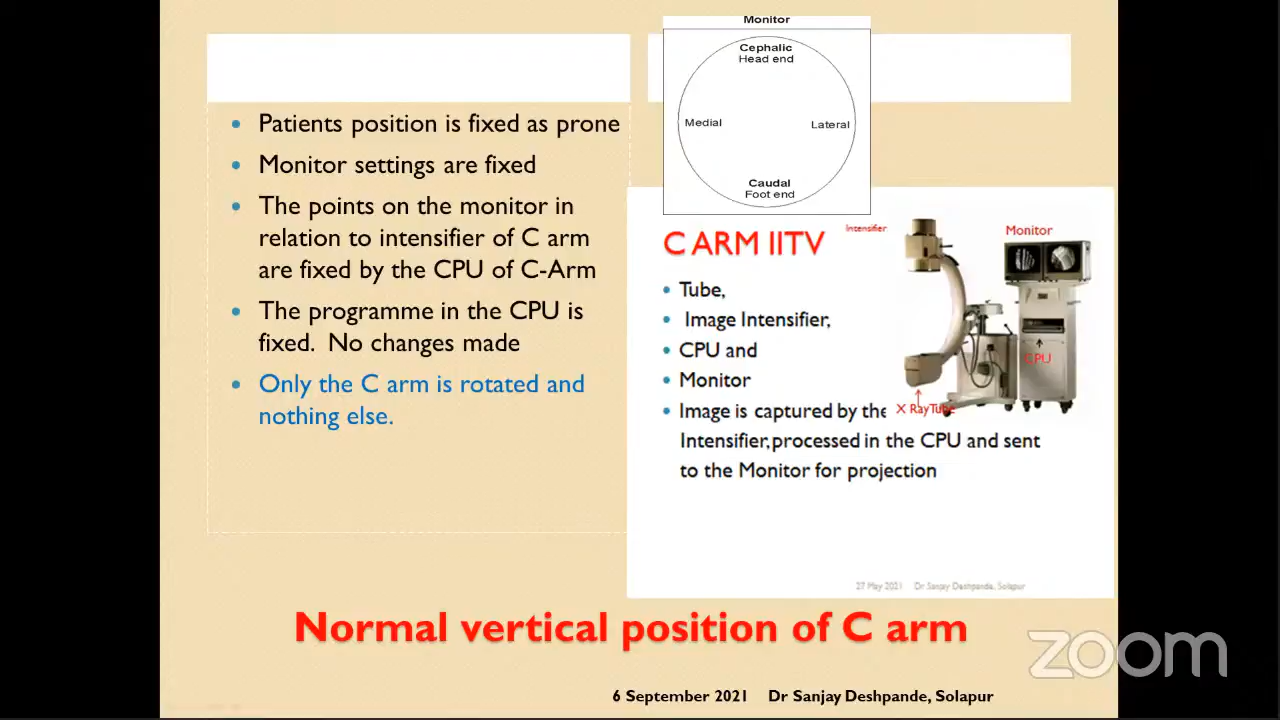 Monitor
Cephalic
Head end
Medial
Lateral
Caudal
Foot end
• Patients position is fixed as prone
• Monitor settings are fixed
• The points on the monitor in
relation to intensifier of C arm
are fixed by the CPU of C-Arm
• The programme in the CPU is
fixed. No changes made
• Only the C arm is rotated and
nothing else.
C ARM IITV
Intensifier
Monitor
CPU
X RayTube
• Tube,
• Image Intensifier,
• CPU and
• Monitor
• Image is captured by the
Intensifier,processed in the CPU and sent
to the Monitor for projection
27 May 2021 Dr Sanjay Deshpande, Solapur
Normal vertical position of C arm
zoom
6 September 2021 Dr Sanjay Deshpande, Solapur